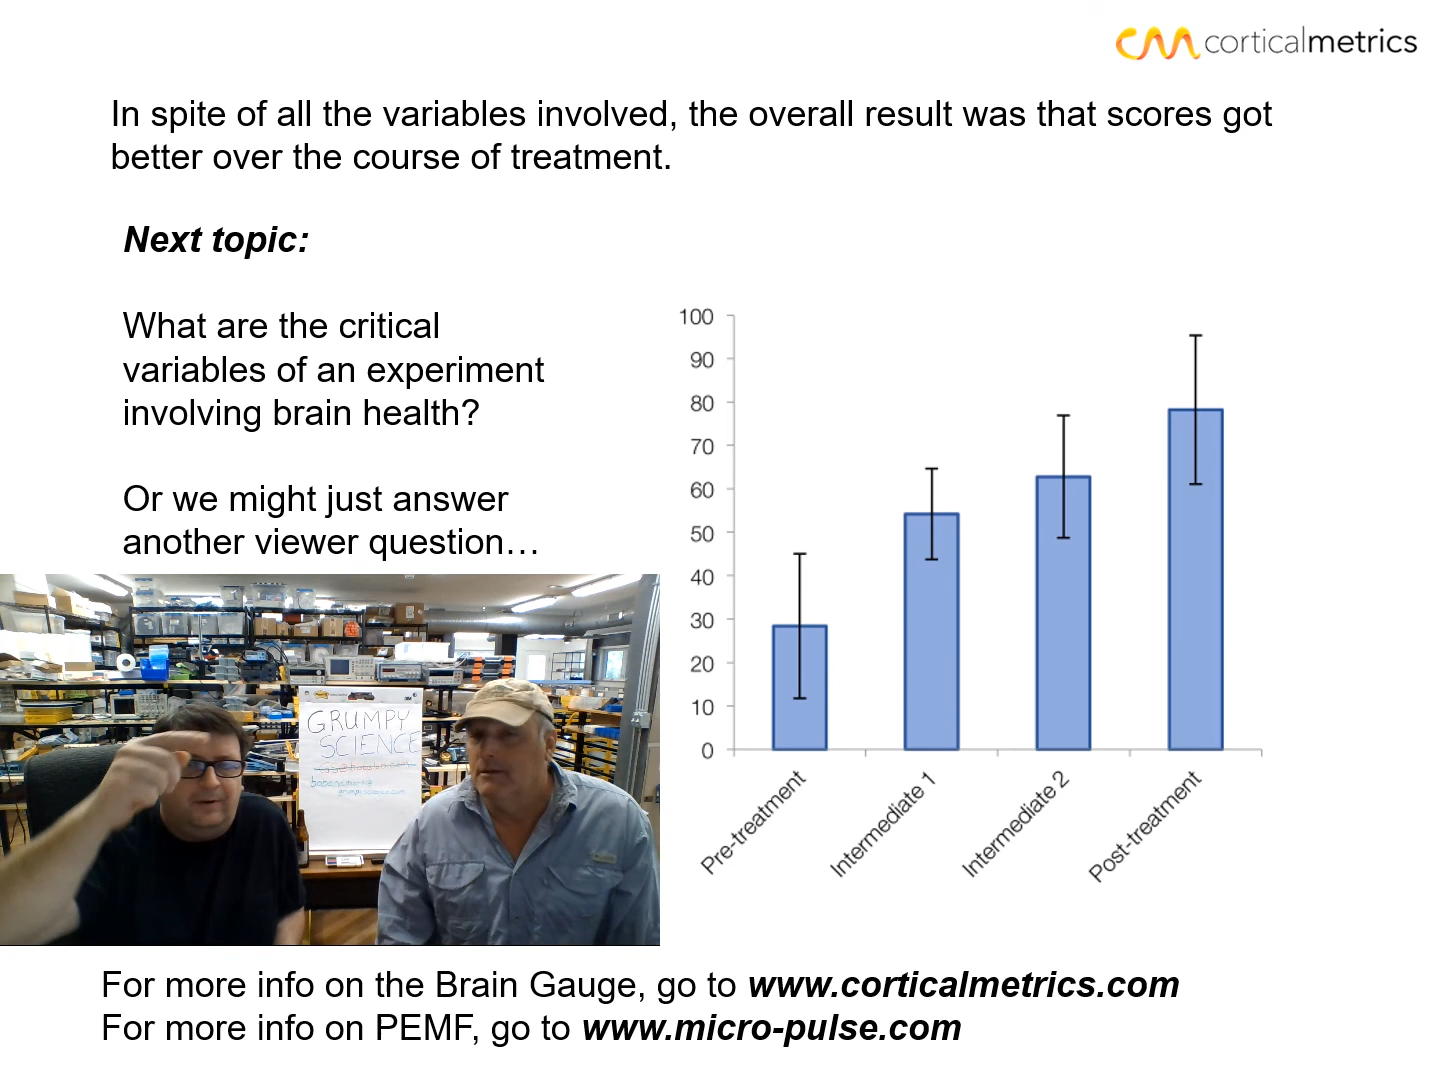 corticalmetrics
In spite of all the variables involved, the overall result was that scores got
better over the course of treatment.
Next topic:
What are the critical
variables of an experiment
involving brain health?
Or we might just answer
another viewer question…
100
90
80
70
60
50
40
30
20
10
0
Pre-treatment
Intermediate 1
Intermediate 2
Post-treatment
GRUMPY
SCIENCE
For more info on the Brain Gauge, go to www.corticalmetrics.com
For more info on PEMF, go to www.micro-pulse.com